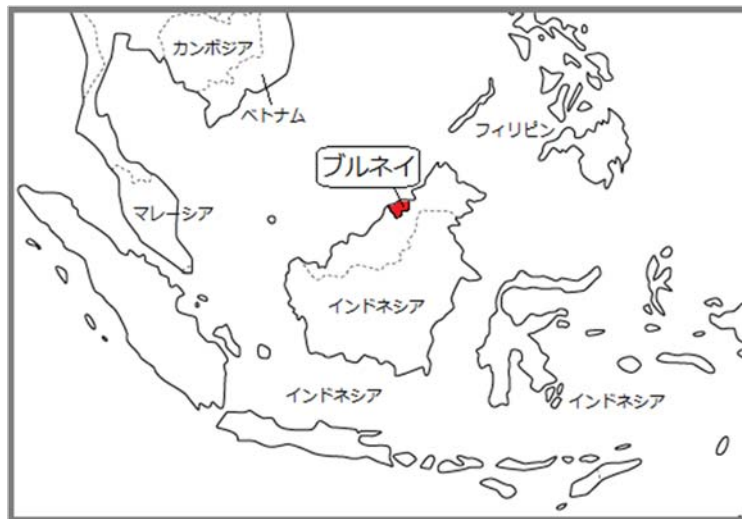 カンボジア
ベトナム
フィリピン
ブルネイ
マレーシア
インドネシア
インドネシア
インドネシア